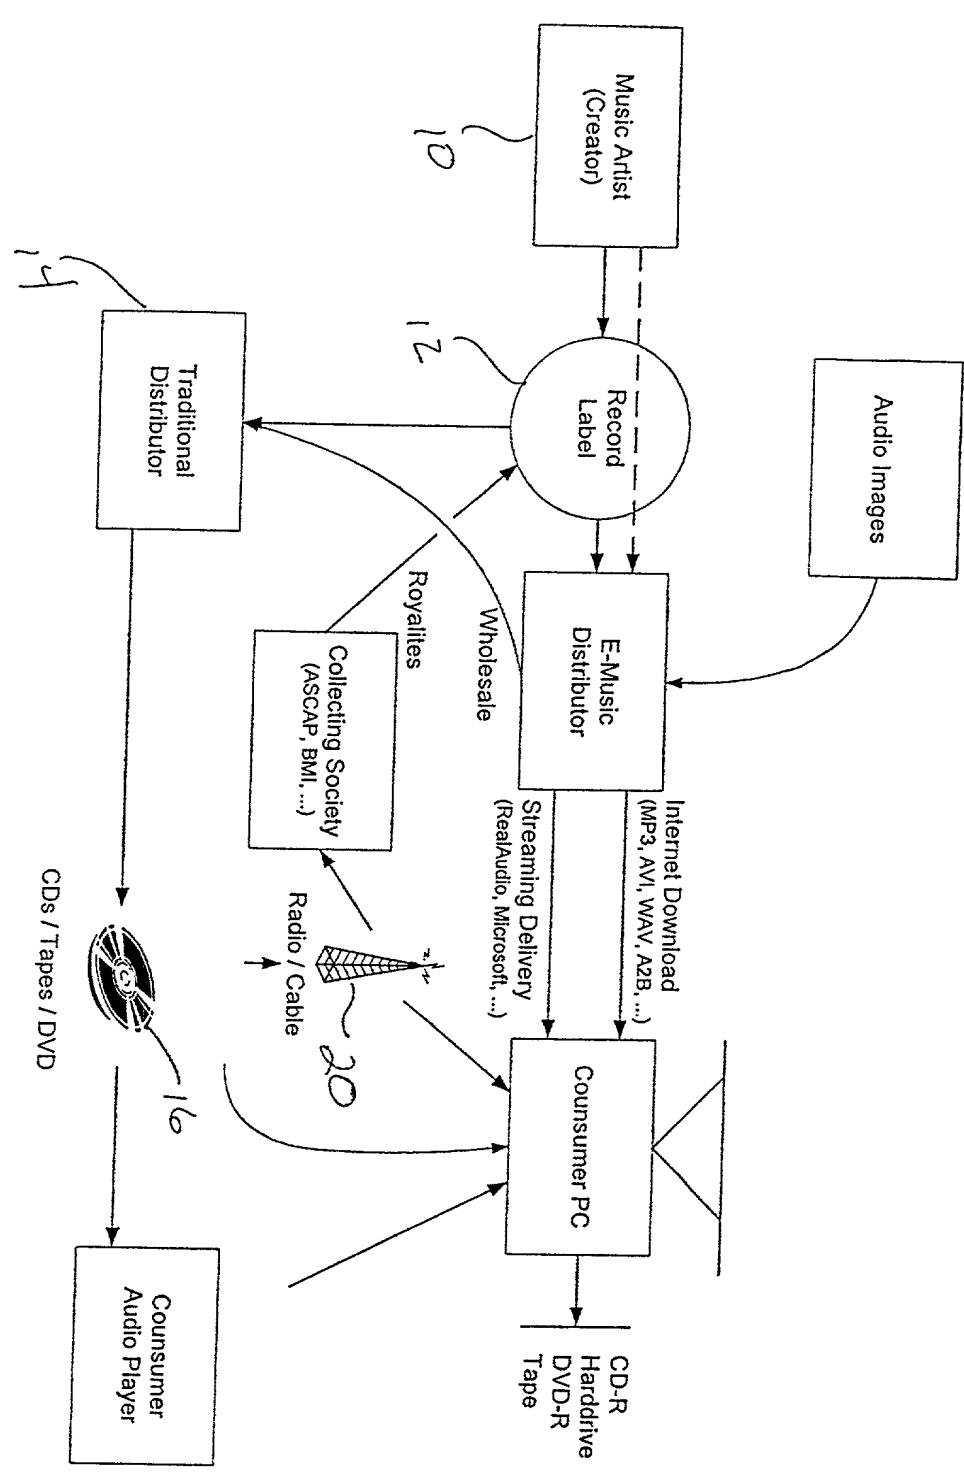 Audio Images
Music Artist
(Creator)
10
Record
Label
12
E-Music
Distributor
Internet Download
(MP3, AVI, WAV, A2B, ...)
Streaming Delivery
(RealAudio, Microsoft, ...)
Counsumer PC
CD-R
Harddrive
DVD-R
Tape
Wholesale
Royalites
Collecting Society
(ASCAP, BMI, ...)
Radio / Cable
20
Traditional
Distributor
14
CDs / Tapes / DVD
16
Counsumer
Audio Player